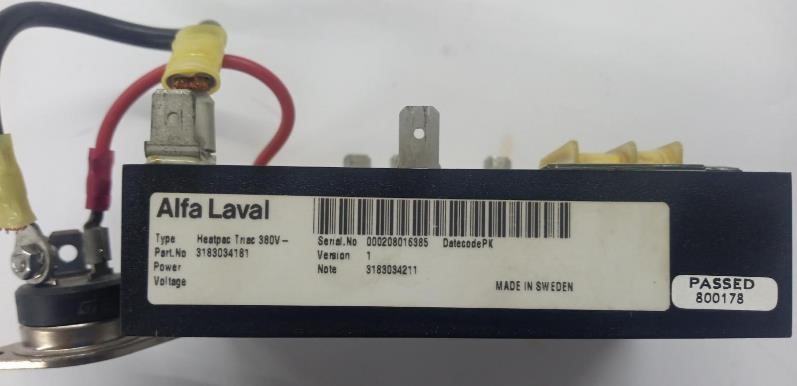 Alfa Laval
Type Heatpac Triac 380V~
Part.No 3183034181
Power
Voltage
Serial.No 000208016385 DatecodePK
Version 1
Note 3183034211
MADE IN SWEDEN
PASSED
800178